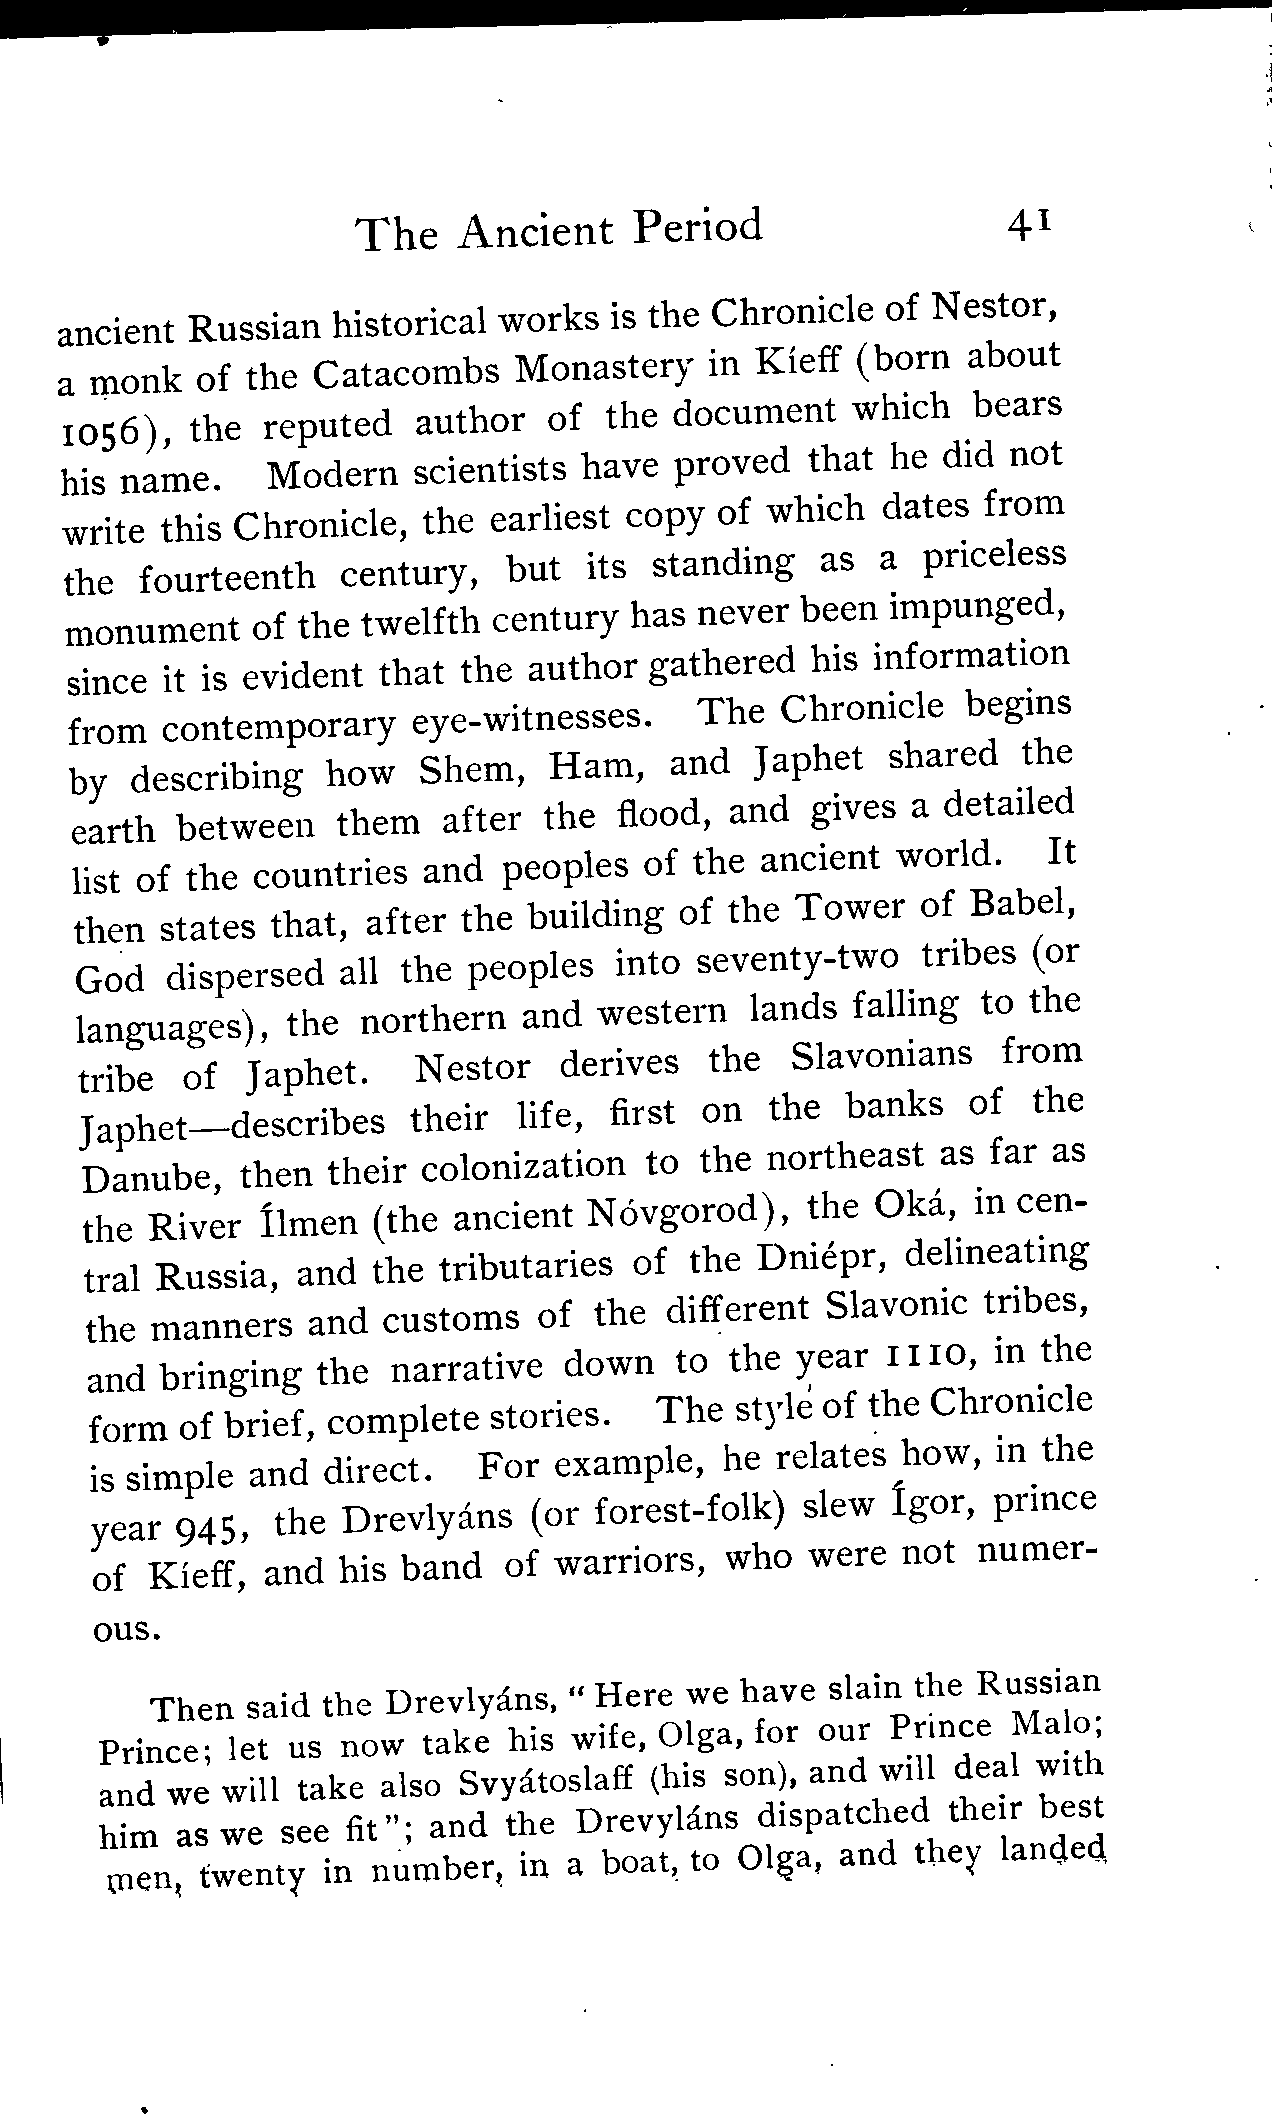 The Ancient Period 41
ancient Russian historical works is the Chronicle of Nestor,
a monk of the Catacombs Monastery in Kíeff (born about
1056), the reputed author of the document which bears
his name. Modern scientists have proved that he did not
write this Chronicle, the earliest copy of which dates from
the fourteenth century, but its standing as a priceless
monument of the twelfth century has never been impunged,
since it is evident that the author gathered his information
from contemporary eye-witnesses. The Chronicle begins
by describing how Shem, Ham, and Japhet shared the
earth between them after the flood, and gives a detailed
list of the countries and peoples of the ancient world. It
then states that, after the building of the Tower of Babel,
God dispersed all the peoples into seventy-two tribes (or
languages), the northern and western lands falling to the
tribe of Japhet. Nestor derives the Slavonians from
Japhet—describes their life, first on the banks of the
Danube, then their colonization to the northeast as far as
the River Ílmen (the ancient Nóvgorod), the Oká, in cen-
tral Russia, and the tributaries of the Dniépr, delineating
the manners and customs of the different Slavonic tribes,
and bringing the narrative down to the year 1110, in the
form of brief, complete stories. The style of the Chronicle
is simple and direct. For example, he relates how, in the
year 945, the Drevlyáns (or forest-folk) slew Ígor, prince
of Kíeff, and his band of warriors, who were not numer-
ous.
Then said the Drevlyáns, "Here we have slain the Russian
Prince; let us now take his wife, Olga, for our Prince Malo;
and we will take also Svyátoslaff (his son), and will deal with
him as we see fit"; and the Drevyláns dispatched their best
men, twenty in number, in a boat, to Olga, and they landed